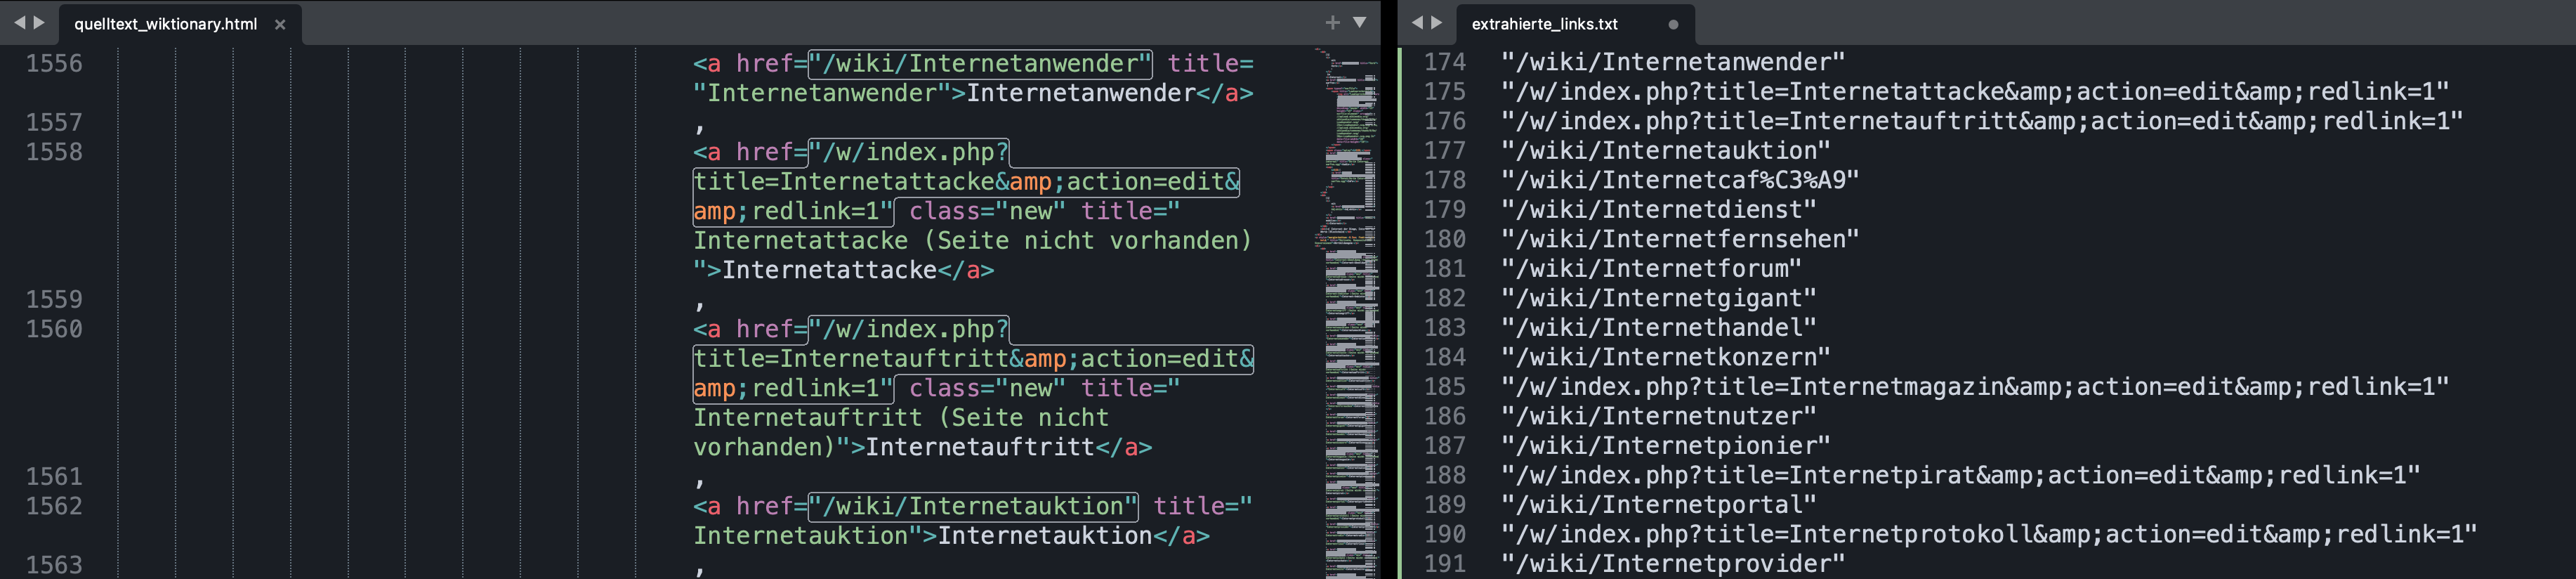 quelltext_wiktionary.html
1556 <a href="/wiki/Internetanwender" title=
"Internetanwender">Internetanwender</a>
1557 ,
1558 <a href="/w/index.php?
title=Internetattacke&amp;action=edit&
amp;redlink=1" class="new" title="
Internetattacke (Seite nicht vorhanden)
">Internetattacke</a>
1559 ,
1560 <a href="/w/index.php?
title=Internetauftritt&amp;action=edit&
amp;redlink=1" class="new" title="
Internetauftritt (Seite nicht
vorhanden)">Internetauftritt</a>
1561 ,
1562 <a href="/wiki/Internetauktion" title="
Internetauktion">Internetauktion</a>
1563 ,
extrahierte_links.txt
174 "/wiki/Internetanwender"
175 "/w/index.php?title=Internetattacke&amp;action=edit&amp;redlink=1"
176 "/w/index.php?title=Internetauftritt&amp;action=edit&amp;redlink=1"
177 "/wiki/Internetauktion"
178 "/wiki/Internetcaf%C3%A9"
179 "/wiki/Internetdienst"
180 "/wiki/Internetfernsehen"
181 "/wiki/Internetforum"
182 "/wiki/Internetgigant"
183 "/wiki/Internethandel"
184 "/wiki/Internetkonzern"
185 "/w/index.php?title=Internetmagazin&amp;action=edit&amp;redlink=1"
186 "/wiki/Internetnutzer"
187 "/wiki/Internetpionier"
188 "/w/index.php?title=Internetpirat&amp;action=edit&amp;redlink=1"
189 "/wiki/Internetportal"
190 "/w/index.php?title=Internetprotokoll&amp;action=edit&amp;redlink=1"
191 "/wiki/Internetprovider"